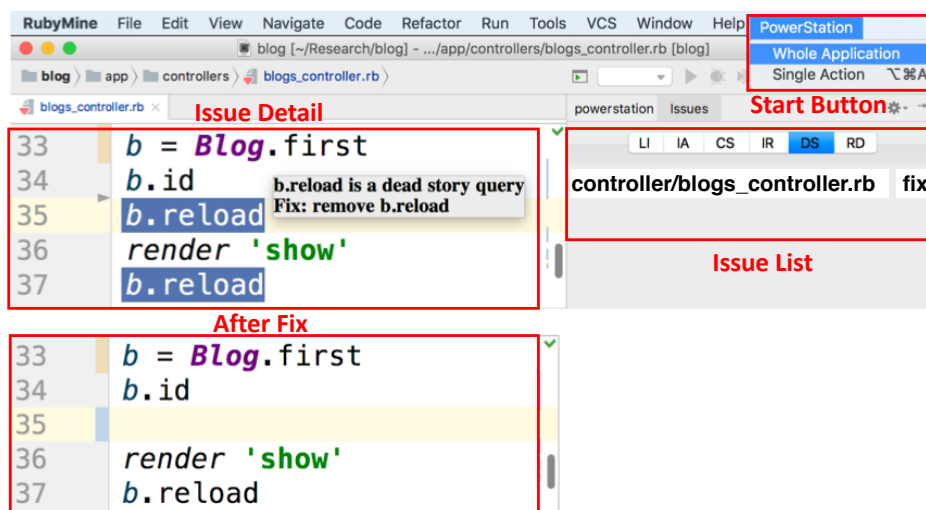 RubyMine File Edit View Navigate Code Refactor Run Tools VCS Window Help PowerStation
blog [~/Research/blog] - .../app/controllers/blogs_controller.rb [blog]
Whole Application
Single Action ⌥⌘A
blog app controllers blogs_controller.rb
blogs_controller.rb ×
Issue Detail
powerstation Issues
Start Button
33 b = Blog.first
34 b.id
35 b.reload
36 render 'show'
37 b.reload
b.reload is a dead story query
Fix: remove b.reload
LI IA CS IR DS RD
controller/blogs_controller.rb fix
Issue List
After Fix
33 b = Blog.first
34 b.id
35
36 render 'show'
37 b.reload